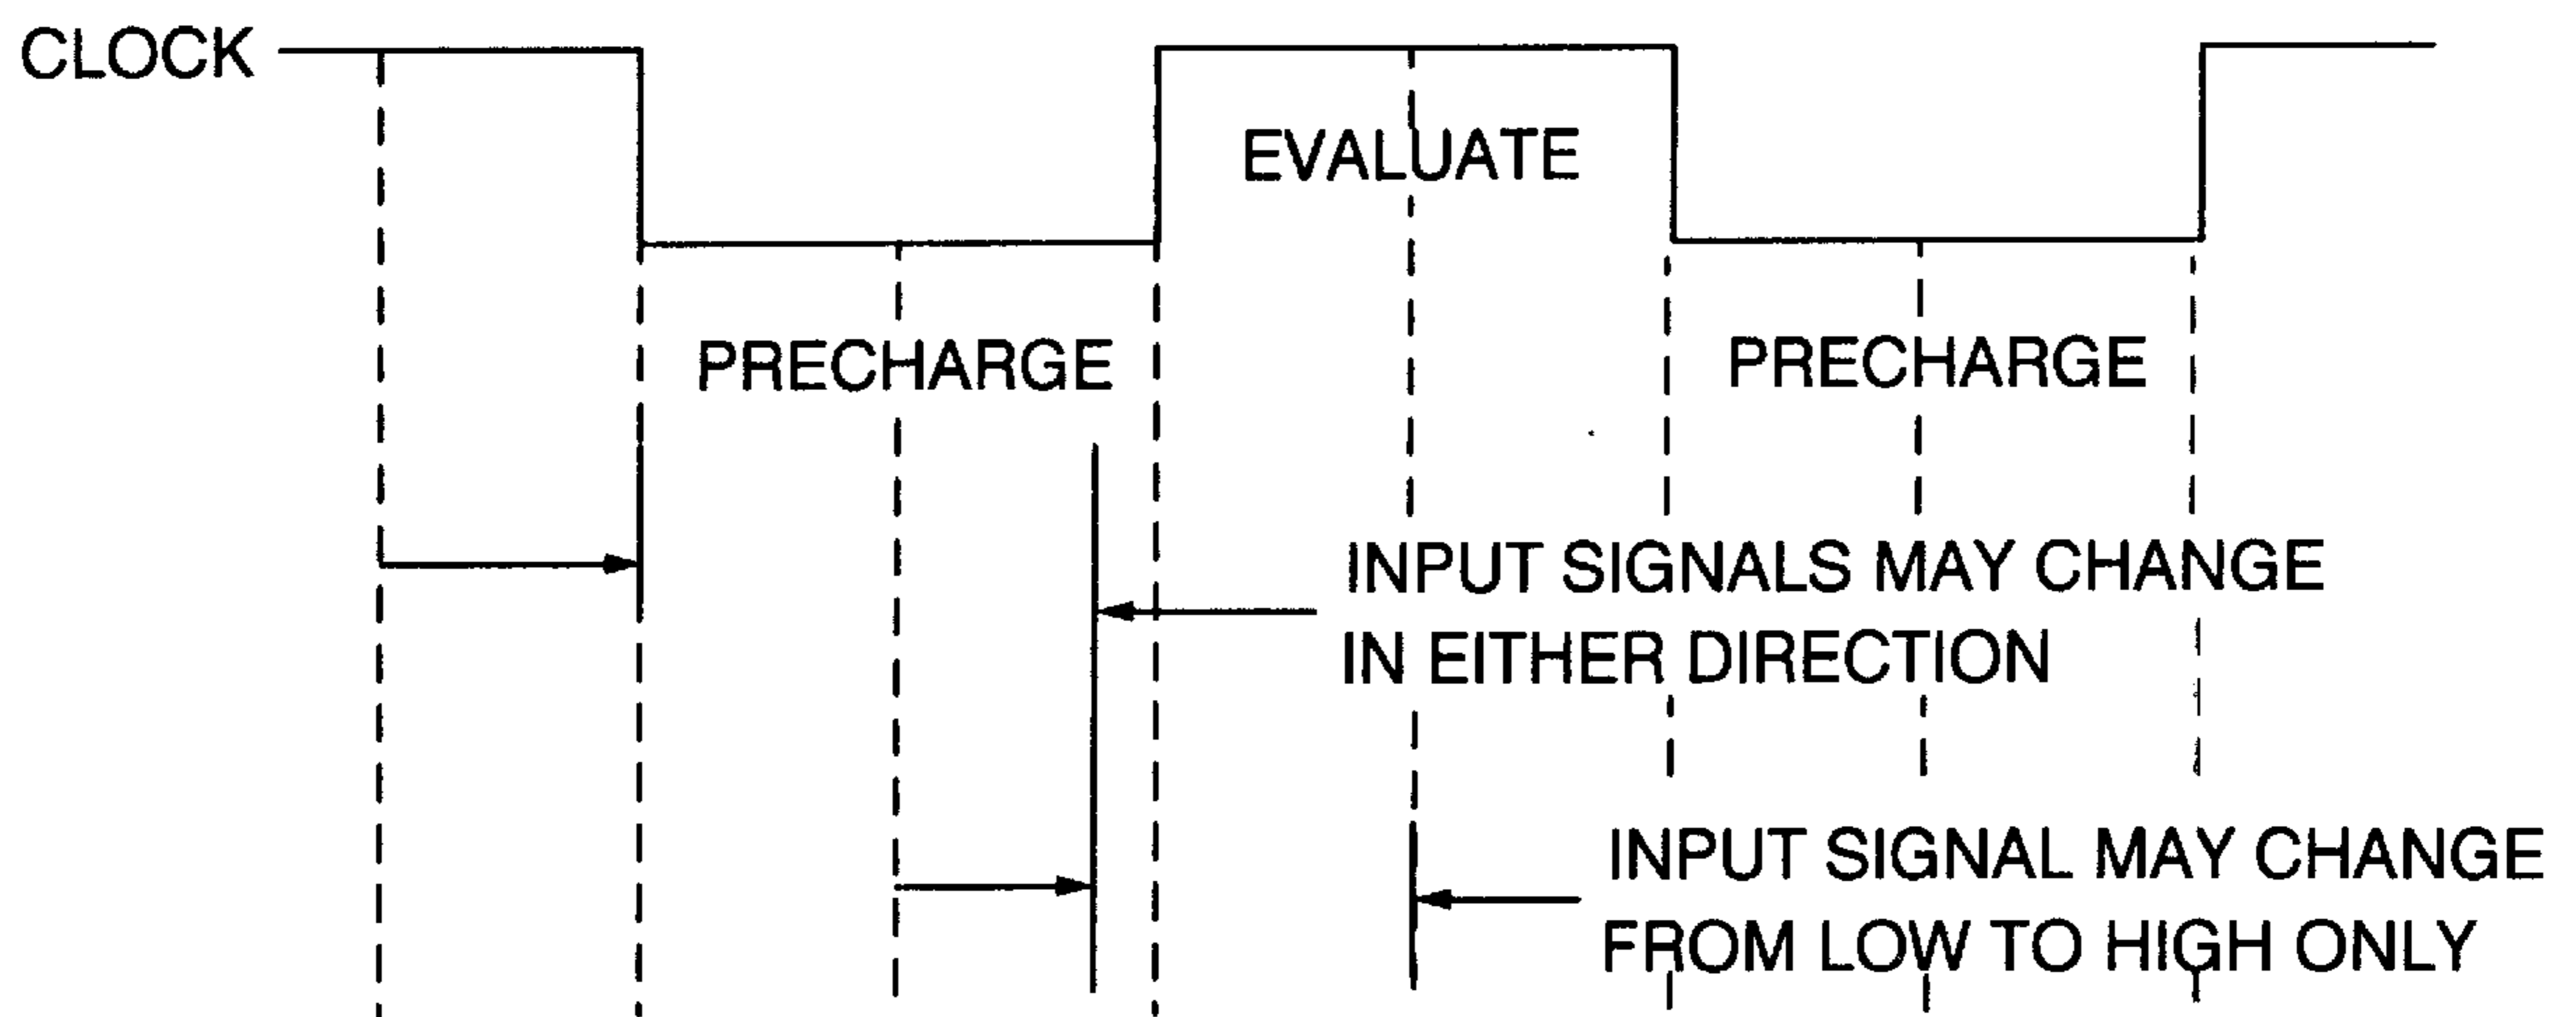 CLOCK
EVALUATE
PRECHARGE
PRECHARGE
INPUT SIGNALS MAY CHANGE
IN EITHER DIRECTION
INPUT SIGNAL MAY CHANGE
FROM LOW TO HIGH ONLY